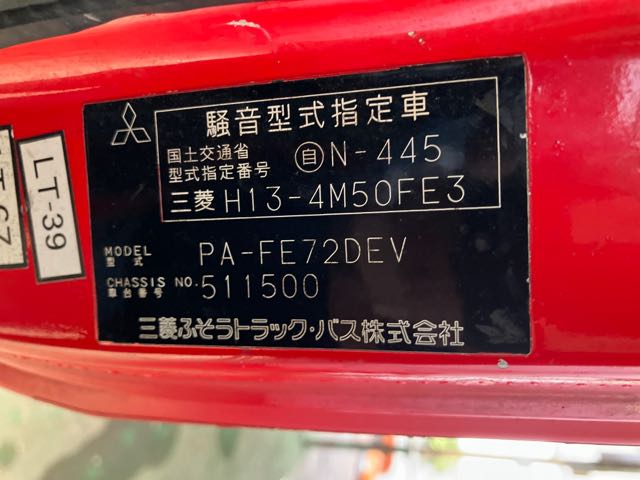 騒音型式指定車
国土交通省
型式指定番号
自N-445
三菱 H13-4M50FE3
MODEL
型式
PA-FE72DEV
CHASSIS NO.
車台番号
511500
三菱ふそうトラック・バス株式会社
LT-39